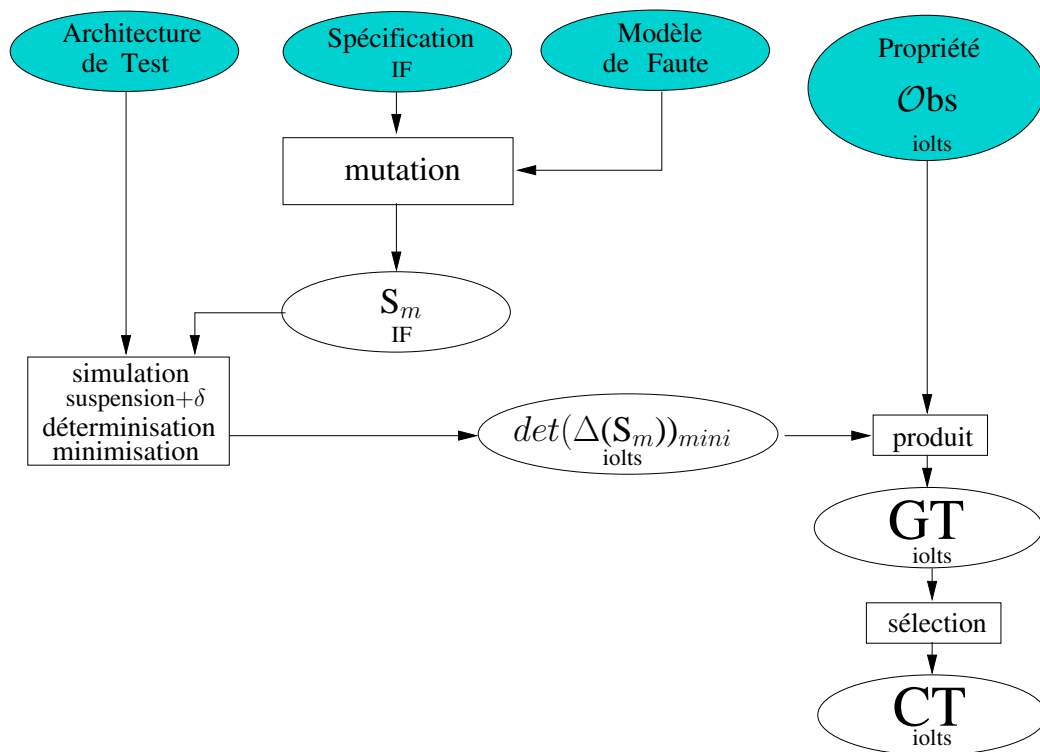 Architecture
de Test
Spécification
IF
Modèle
de Faute
Propriété
𝒪bs
iolts
mutation
S_m
IF
simulation
suspension+δ
déterminisation
minimisation
det(Δ(S_m))_mini
iolts
produit
GT
iolts
sélection
CT
iolts